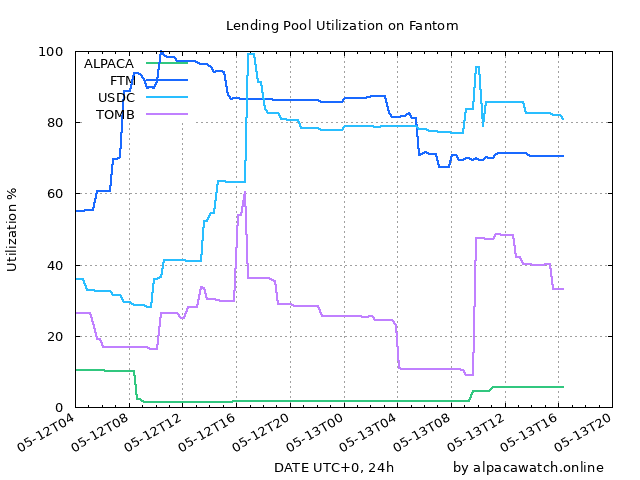 Lending Pool Utilization on Fantom
100
80
60
40
20
0
Utilization %
ALPACA
FTM
USDC
TOMB
05-12T04
05-12T08
05-12T12
05-12T16
05-12T20
05-13T00
05-13T04
05-13T08
05-13T12
05-13T16
05-13T20
DATE UTC+0, 24h
by alpacawatch.online